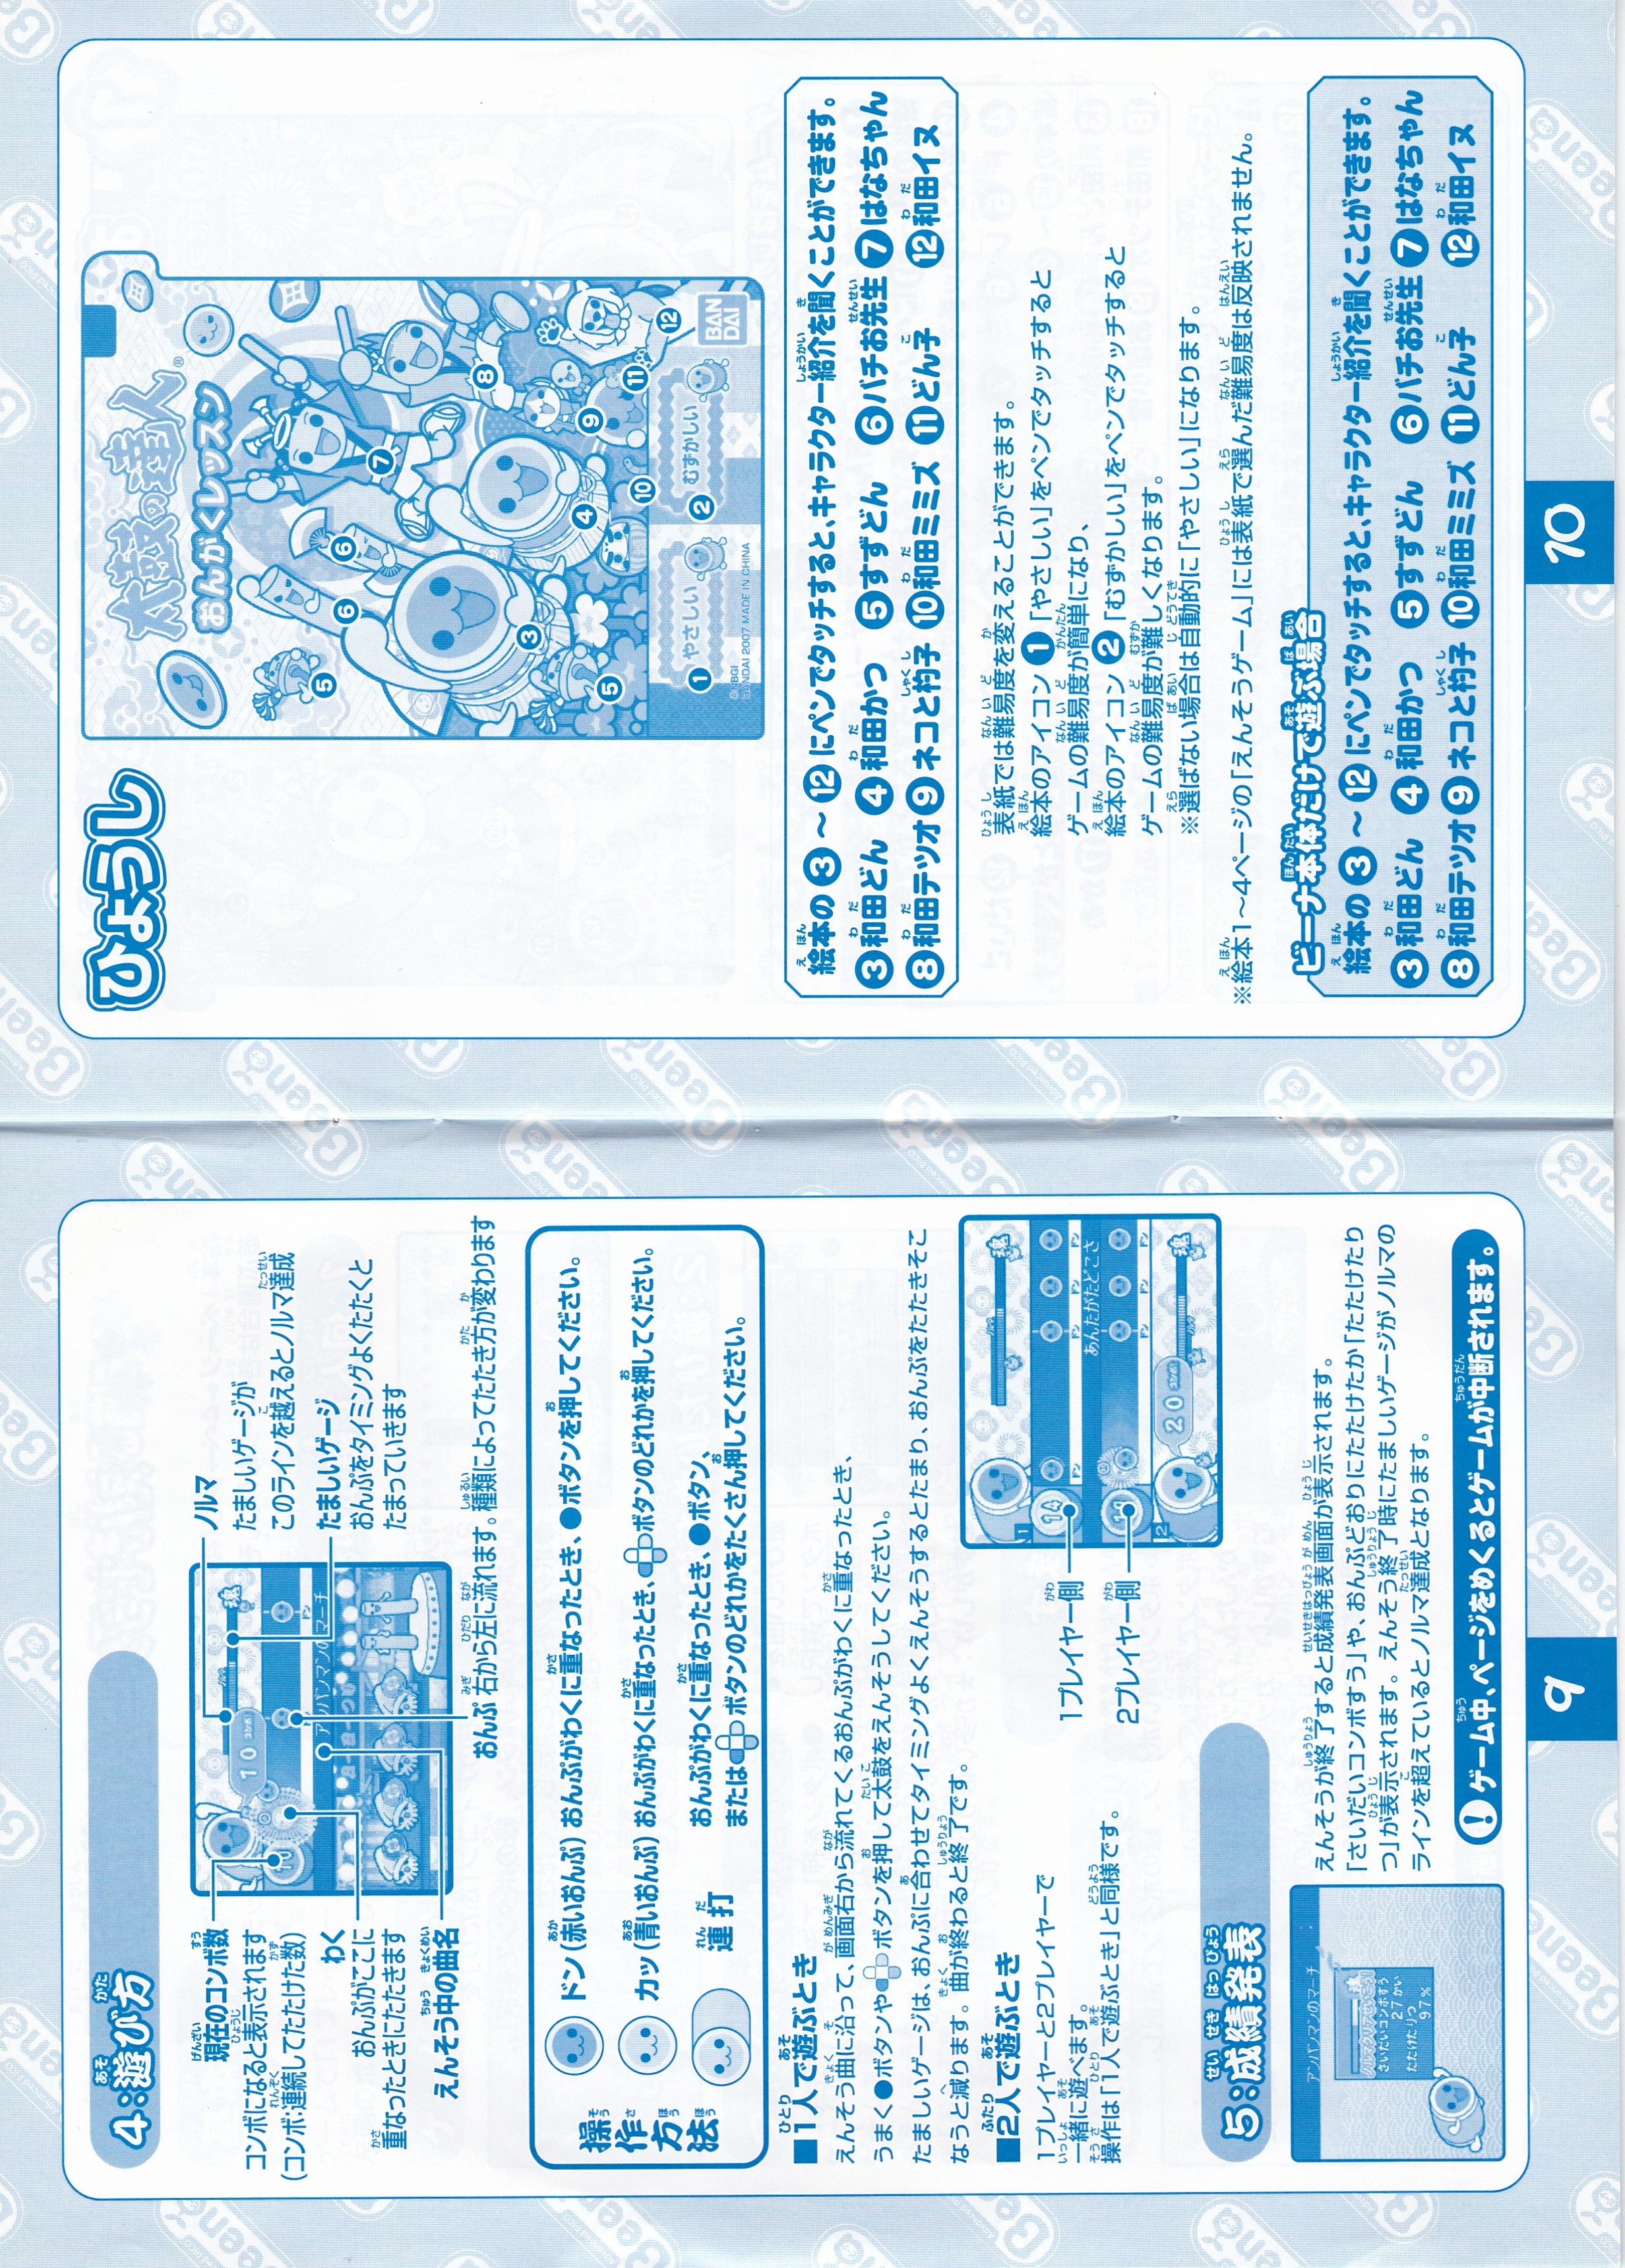 4:遊び方
現在のコンボ数
コンボになると表示されます
(コンボ:連続してたたけた数)
わく
おんぷがここに
重なったときにたたきます
えんそう中の曲名
ノルマ
たましいゲージが
このラインを越えるとノルマ達成
たましいゲージ
おんぷをタイミングよくたたくと
たまっていきます
おんぷ 右から左に流れます。種類によってたたき方が変わります
10 コンボ!
ノルマ
魂
ドン
ドン
アンパンマンのマーチ
操作方法
ドン(赤いおんぷ) おんぷがわくに重なったとき、●ボタンを押してください。
カッ(青いおんぷ) おんぷがわくに重なったとき、ボタンのどれかを押してください。
連打
おんぷがわくに重なったとき、●ボタン、
またはボタンのどれかをたくさん押してください。
■1人で遊ぶとき
えんそう曲に沿って、画面右から流れてくるおんぷがわくに重なったとき、
うまく●ボタンやボタンを押して太鼓をえんそうしてください。
たましいゲージは、おんぷに合わせてタイミングよくえんそうするとたまり、おんぷをたたきそこ
なうと減ります。曲が終わると終了です。
■2人で遊ぶとき
1プレイヤーと2プレイヤーで
一緒に遊べます。
操作は「1人で遊ぶとき」と同様です。
1プレイヤー側
2プレイヤー側
1
ノルマ
魂
14
ドン ドン ドン ドン
あんたがたどこさ
ドン ドン ドン
2
20 コンボ!
ノルマ
魂
5:成績発表
アンパンマンのマーチ
ノルマクリアせいこう!
さいだいコンボすう
27かい
たたけたりつ
97%
えんそうが終了すると成績発表画面が表示されます。
「さいだいコンボすう」や、おんぷどおりにたたけたか「たたけたり
つ」が表示されます。えんそう終了時にたましいゲージがノルマの
ラインを超えているとノルマ達成となります。
! ゲーム中、ページをめくるとゲームが中断されます。
9
ひょうし
太鼓の達人®
おんがくレッスン
5
6
6
7
8
3
4
5
9
10
11
12
1 やさしい
2 むずかしい
BANDAI
©NBGI
BANDAI 2007 MADE IN CHINA
絵本の 3 ～ 12 にペンでタッチすると、キャラクター紹介を聞くことができます。
3和田どん 4和田かつ 5すずどん 6バチお先生 7はなちゃん
8和田テツオ 9ネコと杓子 10和田ミミズ 11どん子 12和田イヌ
表紙では難易度を変えることができます。
絵本のアイコン 1 「やさしい」をペンでタッチすると
ゲームの難易度が簡単になり、
絵本のアイコン 2 「むずかしい」をペンでタッチすると
ゲームの難易度が難しくなります。
※選ばない場合は自動的に「やさしい」になります。
※絵本1～4ページの「えんそうゲーム」には表紙で選んだ難易度は反映されません。
ビーナ本体だけで遊ぶ場合
絵本の 3 ～ 12 にペンでタッチすると、キャラクター紹介を聞くことができます。
3和田どん 4和田かつ 5すずどん 6バチお先生 7はなちゃん
8和田テツオ 9ネコと杓子 10和田ミミズ 11どん子 12和田イヌ
10
Advanced PICO
Beena